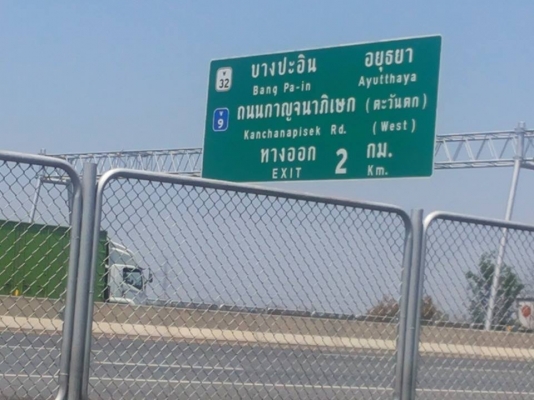 32 บางปะอิน อยุธยา
Bang Pa-in Ayutthaya
9 ถนนกาญจนาภิเษก (ตะวันตก)
Kanchanapisek Rd. (West)
ทางออก 2 กม.
EXIT Km.